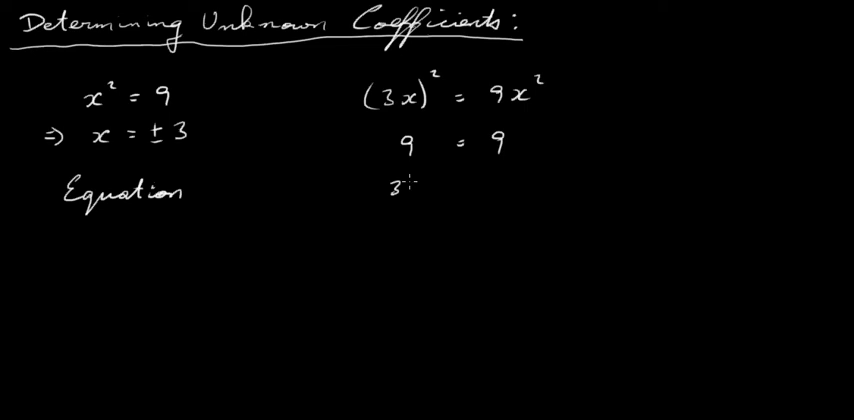 Determining Unknown Coefficients:
x² = 9
⇒ x = ± 3
Equation
(3x)² = 9x²
9 = 9
3